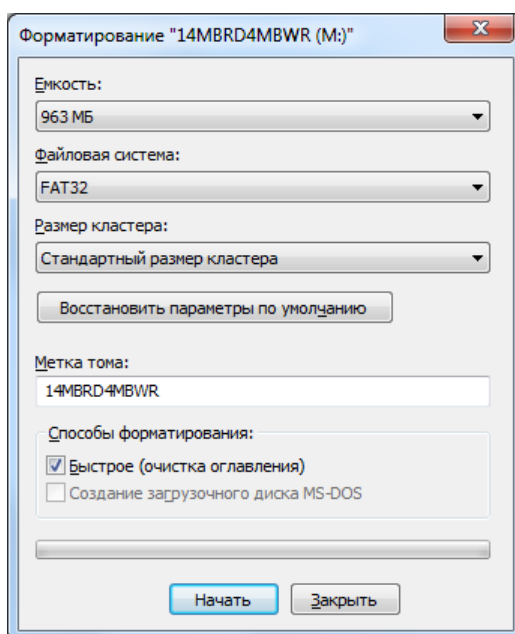 Форматирование "14MBRD4MBWR (M:)"
Емкость:
963 МБ
Файловая система:
FAT32
Размер кластера:
Стандартный размер кластера
Восстановить параметры по умолчанию
Метка тома:
14MBRD4MBWR
Способы форматирования:
Быстрое (очистка оглавления)
Создание загрузочного диска MS-DOS
Начать
Закрыть